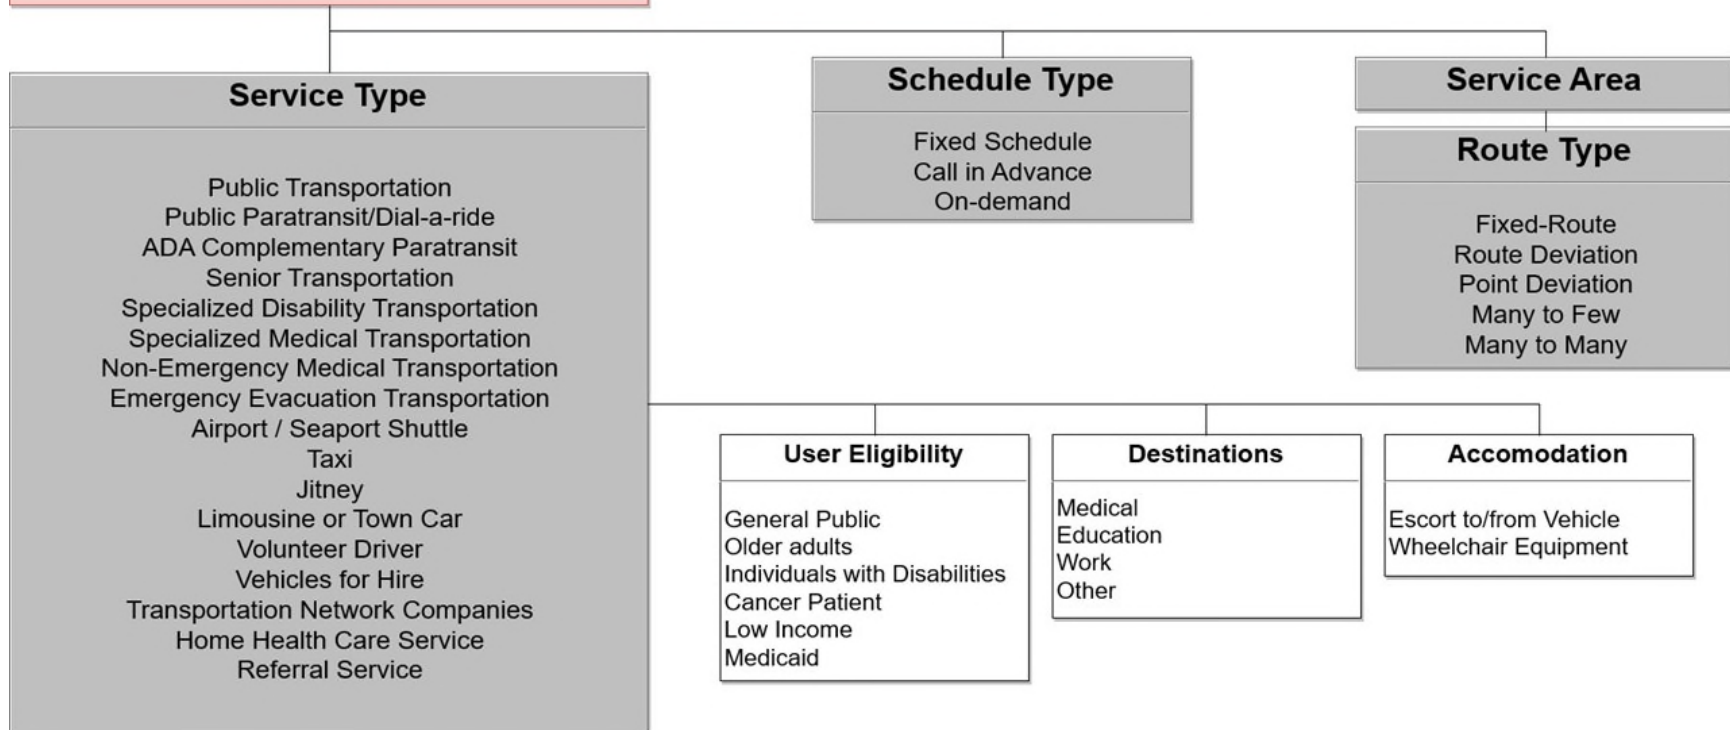 Service Type
Public Transportation
Public Paratransit/Dial-a-ride
ADA Complementary Paratransit
Senior Transportation
Specialized Disability Transportation
Specialized Medical Transportation
Non-Emergency Medical Transportation
Emergency Evacuation Transportation
Airport / Seaport Shuttle
Taxi
Jitney
Limousine or Town Car
Volunteer Driver
Vehicles for Hire
Transportation Network Companies
Home Health Care Service
Referral Service
Schedule Type
Fixed Schedule
Call in Advance
On-demand
Service Area
Route Type
Fixed-Route
Route Deviation
Point Deviation
Many to Few
Many to Many
User Eligibility
General Public
Older adults
Individuals with Disabilities
Cancer Patient
Low Income
Medicaid
Destinations
Medical
Education
Work
Other
Accomodation
Escort to/from Vehicle
Wheelchair Equipment